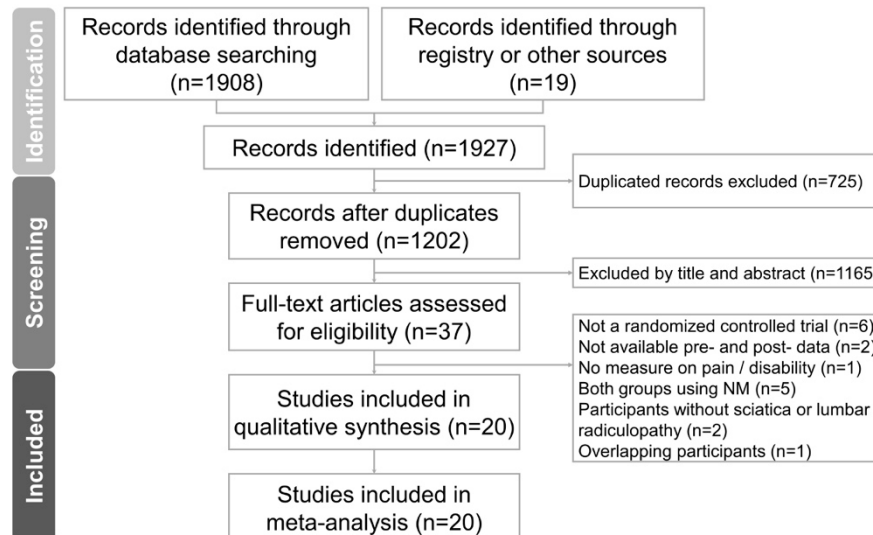 Identification
Records identified through
database searching
(n=1908)
Records identified through
registry or other sources
(n=19)
Records identified (n=1927)
Duplicated records excluded (n=725)
Screening
Records after duplicates
removed (n=1202)
Excluded by title and abstract (n=1165
Full-text articles assessed
for eligibility (n=37)
Not a randomized controlled trial (n=6)
Not available pre- and post- data (n=2)
No measure on pain / disability (n=1)
Both groups using NM (n=5)
Participants without sciatica or lumbar
radiculopathy (n=2)
Overlapping participants (n=1)
Included
Studies included in
qualitative synthesis (n=20)
Studies included in
meta-analysis (n=20)